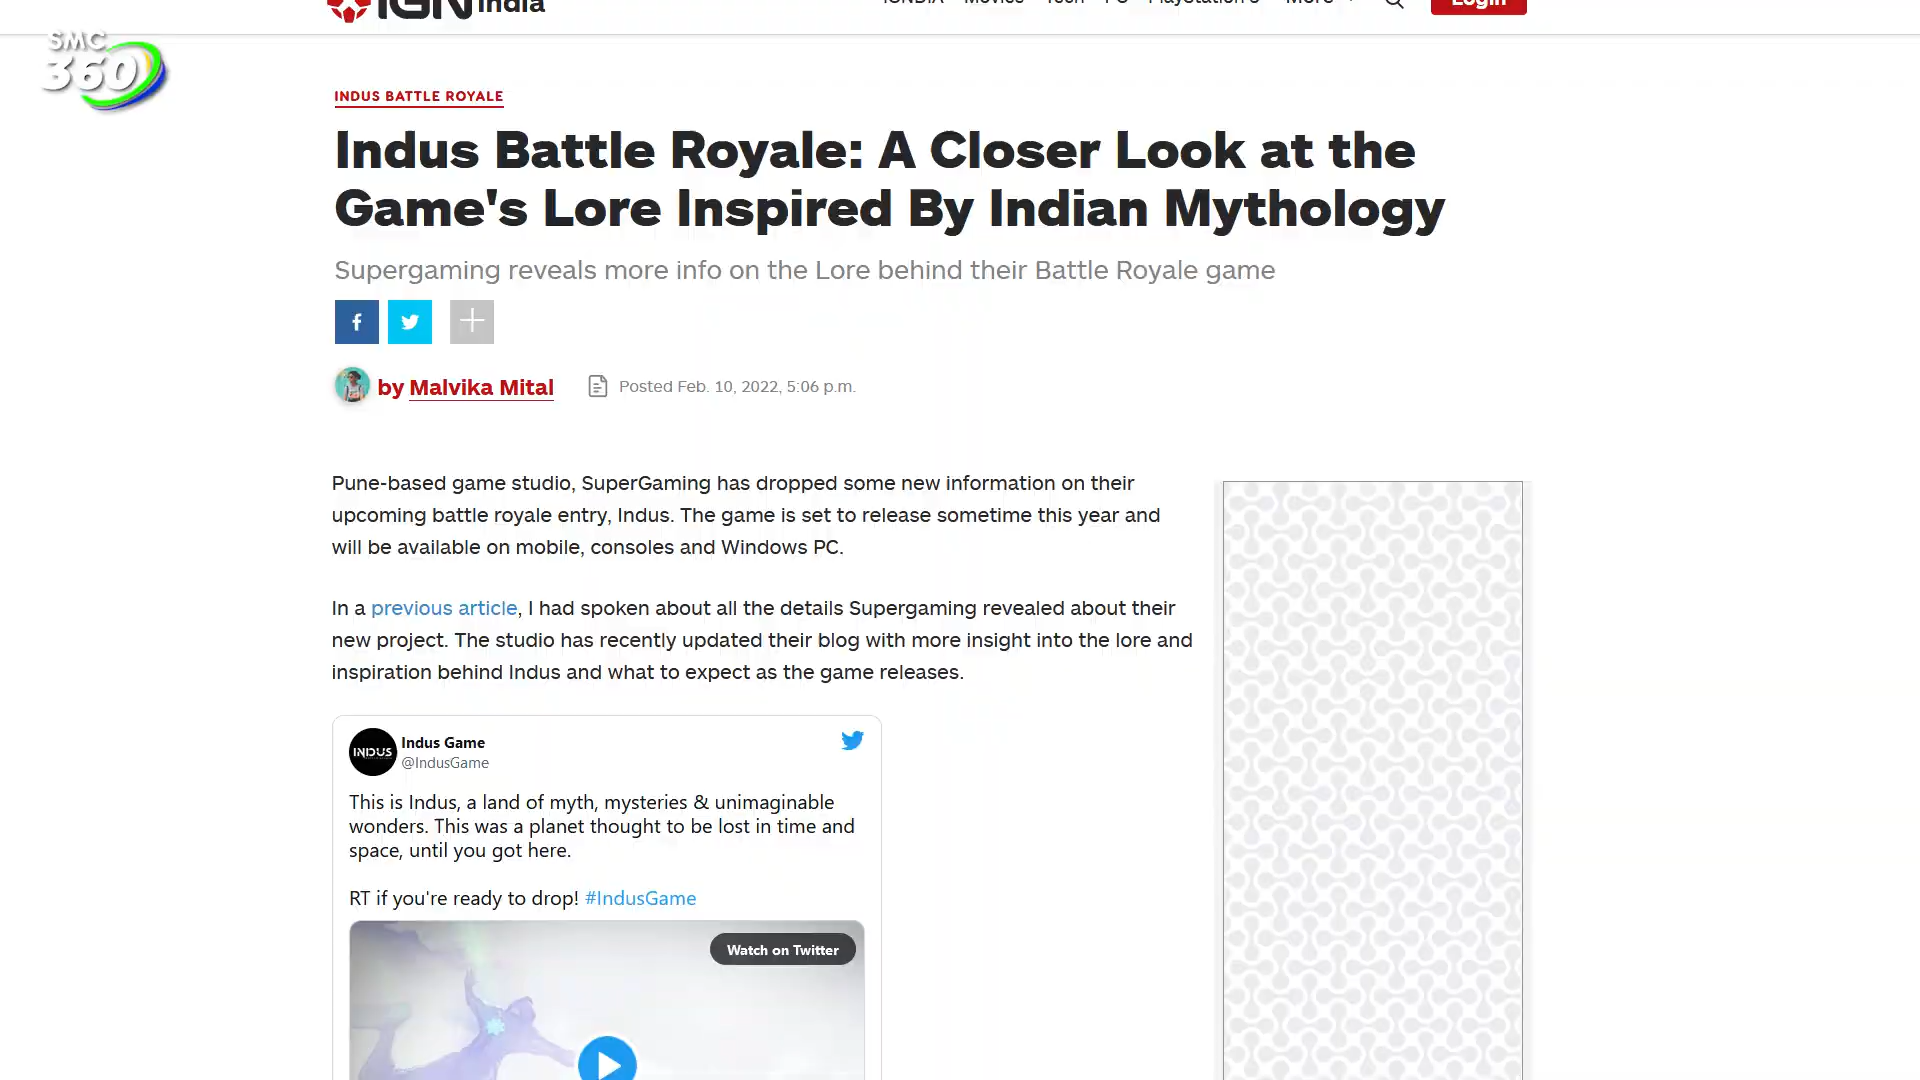 IGN India
IGNDIA Movies Tech PC PlayStation 5 More Login
SMC
360
INDUS BATTLE ROYALE
Indus Battle Royale: A Closer Look at the
Game's Lore Inspired By Indian Mythology
Supergaming reveals more info on the Lore behind their Battle Royale game
by Malvika Mital Posted Feb. 10, 2022, 5:06 p.m.
Pune-based game studio, SuperGaming has dropped some new information on their
upcoming battle royale entry, Indus. The game is set to release sometime this year and
will be available on mobile, consoles and Windows PC.
In a previous article, I had spoken about all the details Supergaming revealed about their
new project. The studio has recently updated their blog with more insight into the lore and
inspiration behind Indus and what to expect as the game releases.
INDUS
Indus Game
@IndusGame
This is Indus, a land of myth, mysteries & unimaginable
wonders. This was a planet thought to be lost in time and
space, until you got here.
RT if you're ready to drop! #IndusGame
Watch on Twitter